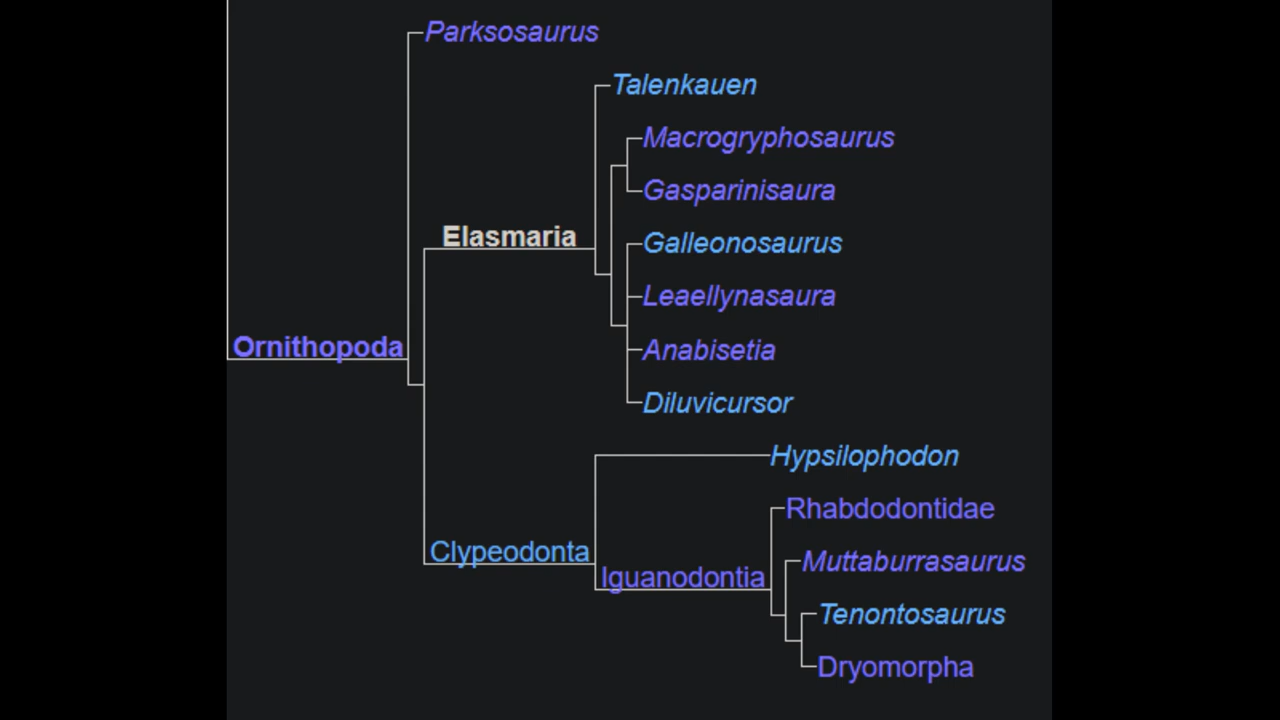 Parksosaurus
Talenkauen
Macrogryphosaurus
Gasparinisaura
Elasmaria
Galleonosaurus
Leaellynasaura
Ornithopoda
Anabisetia
Diluvicursor
Hypsilophodon
Rhabdodontidae
Clypeodonta
Muttaburrasaurus
Iguanodontia
Tenontosaurus
Dryomorpha